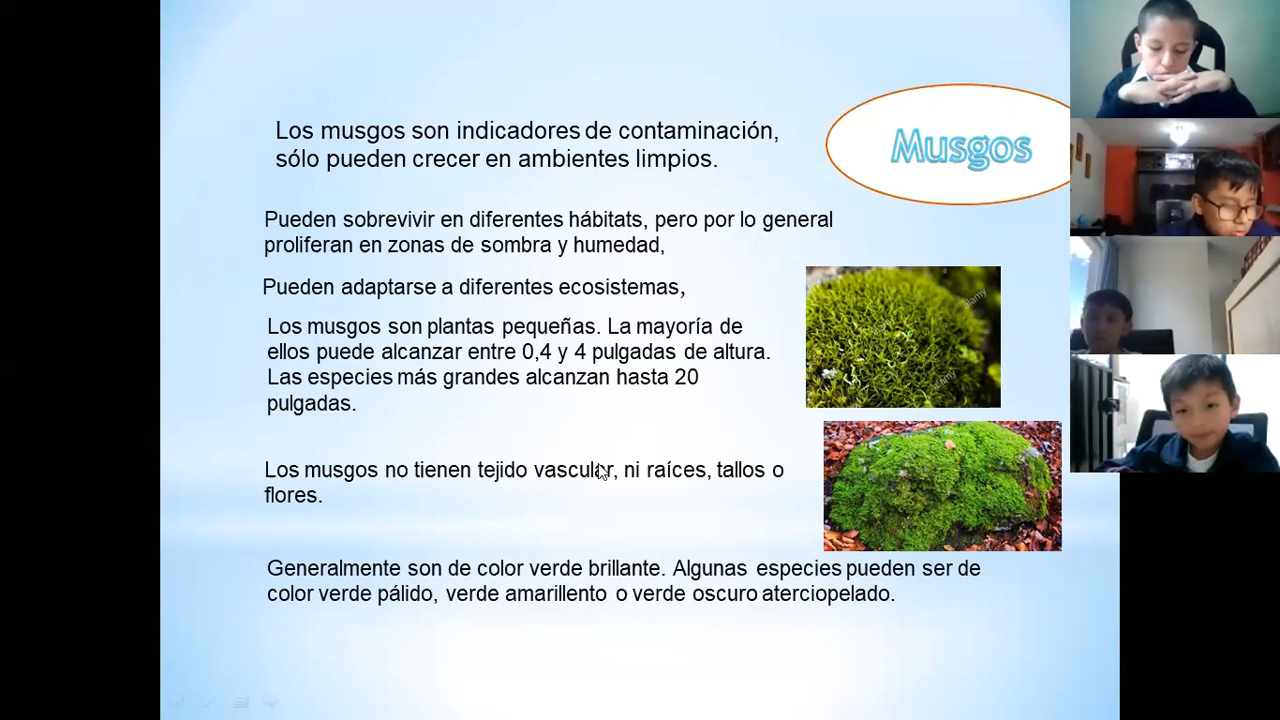 Musgos
Los musgos son indicadores de contaminación,
sólo pueden crecer en ambientes limpios.
Pueden sobrevivir en diferentes hábitats, pero por lo general
proliferan en zonas de sombra y humedad,
Pueden adaptarse a diferentes ecosistemas,
Los musgos son plantas pequeñas. La mayoría de
ellos puede alcanzar entre 0,4 y 4 pulgadas de altura.
Las especies más grandes alcanzan hasta 20
pulgadas.
Los musgos no tienen tejido vascular, ni raíces, tallos o
flores.
Generalmente son de color verde brillante. Algunas especies pueden ser de
color verde pálido, verde amarillento o verde oscuro aterciopelado.
alamy
alamy